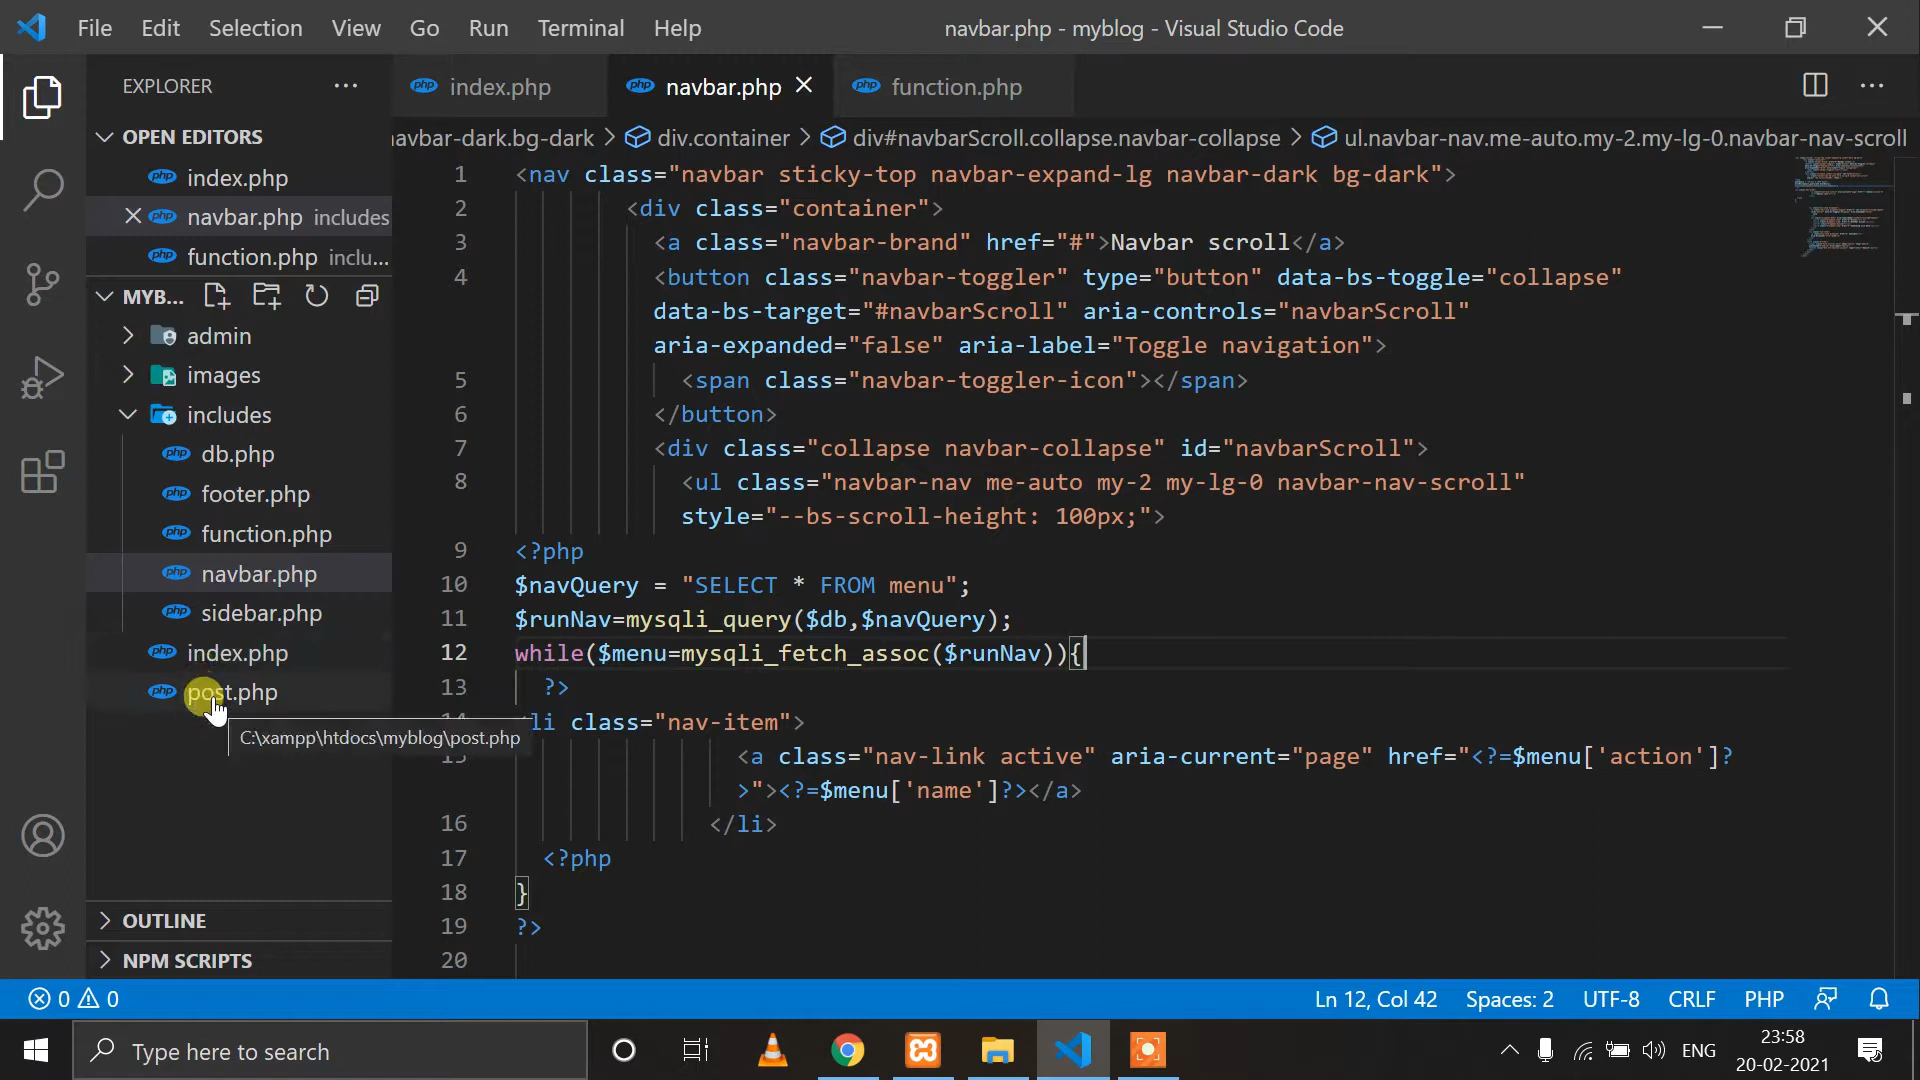 File Edit Selection View Go Run Terminal Help navbar.php - myblog - Visual Studio Code
EXPLORER
index.php
navbar.php
function.php
OPEN EDITORS
avbar-dark.bg-dark > div.container > div#navbarScroll.collapse.navbar-collapse > ul.navbar-nav.me-auto.my-2.my-lg-0.navbar-nav-scroll
index.php
navbar.php includes
function.php inclu...
MYB...
admin
images
includes
db.php
footer.php
function.php
navbar.php
sidebar.php
index.php
post.php
C:\xampp\htdocs\myblog\post.php
OUTLINE
NPM SCRIPTS
1 <nav class="navbar sticky-top navbar-expand-lg navbar-dark bg-dark">
2 <div class="container">
3 <a class="navbar-brand" href="#">Navbar scroll</a>
4 <button class="navbar-toggler" type="button" data-bs-toggle="collapse"
data-bs-target="#navbarScroll" aria-controls="navbarScroll"
aria-expanded="false" aria-label="Toggle navigation">
5 <span class="navbar-toggler-icon"></span>
6 </button>
7 <div class="collapse navbar-collapse" id="navbarScroll">
8 <ul class="navbar-nav me-auto my-2 my-lg-0 navbar-nav-scroll"
style="--bs-scroll-height: 100px;">
9 <?php
10 $navQuery = "SELECT * FROM menu";
11 $runNav=mysqli_query($db,$navQuery);
12 while($menu=mysqli_fetch_assoc($runNav)){
13 ?>
li class="nav-item">
15 <a class="nav-link active" aria-current="page" href="<?=$menu['action']?
>"><?=$menu['name']?></a>
16 </li>
17 <?php
18 }
19 ?>
20
0 0
Ln 12, Col 42 Spaces: 2 UTF-8 CRLF PHP
Type here to search
ENG
23:58
20-02-2021